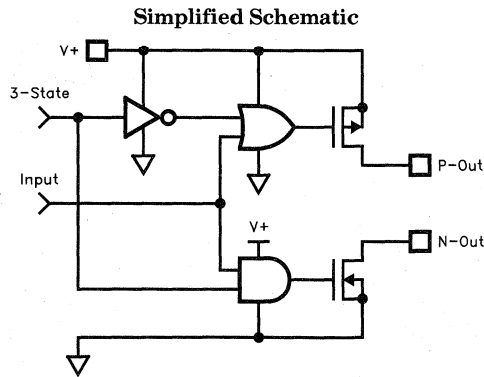 Simplified Schematic
V+
3-State
Input
P-Out
V+
N-Out